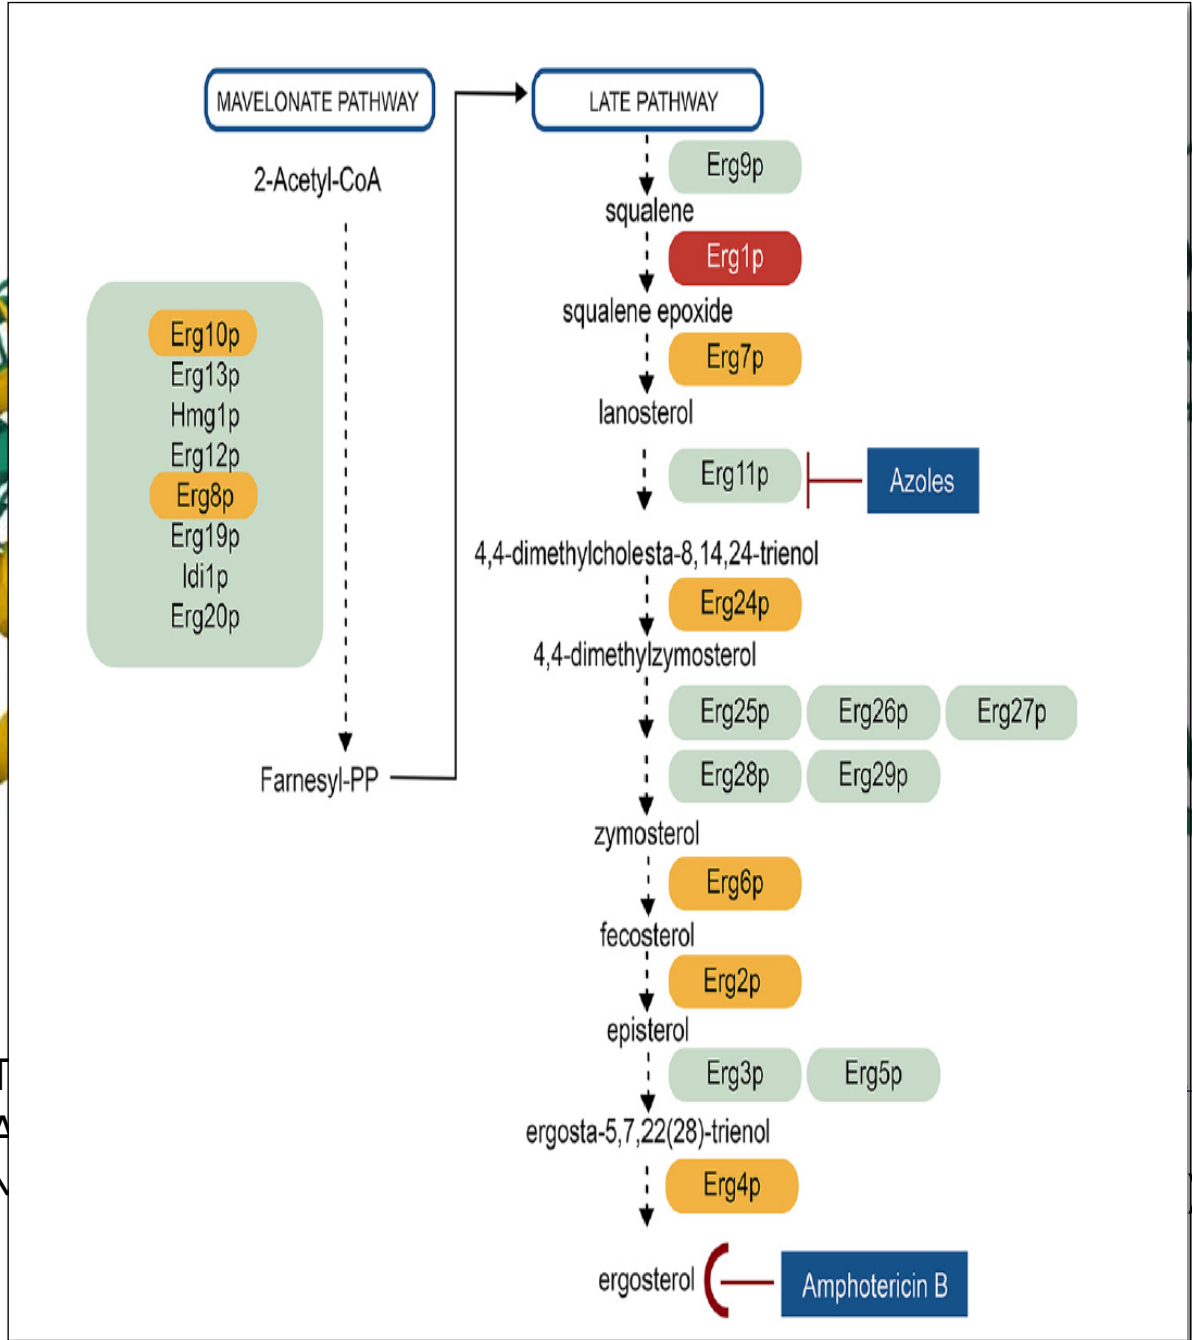 MAVELONATE PATHWAY
2-Acetyl-CoA
Erg10p
Erg13p
Hmg1p
Erg12p
Erg8p
Erg19p
Idi1p
Erg20p
Farnesyl-PP
LATE PATHWAY
Erg9p
squalene
Erg1p
squalene epoxide
Erg7p
lanosterol
Erg11p
Azoles
4,4-dimethylcholesta-8,14,24-trienol
Erg24p
4,4-dimethylzymosterol
Erg25p Erg26p Erg27p
Erg28p Erg29p
zymosterol
Erg6p
fecosterol
Erg2p
episterol
Erg3p Erg5p
ergosta-5,7,22(28)-trienol
Erg4p
ergosterol
Amphotericin B